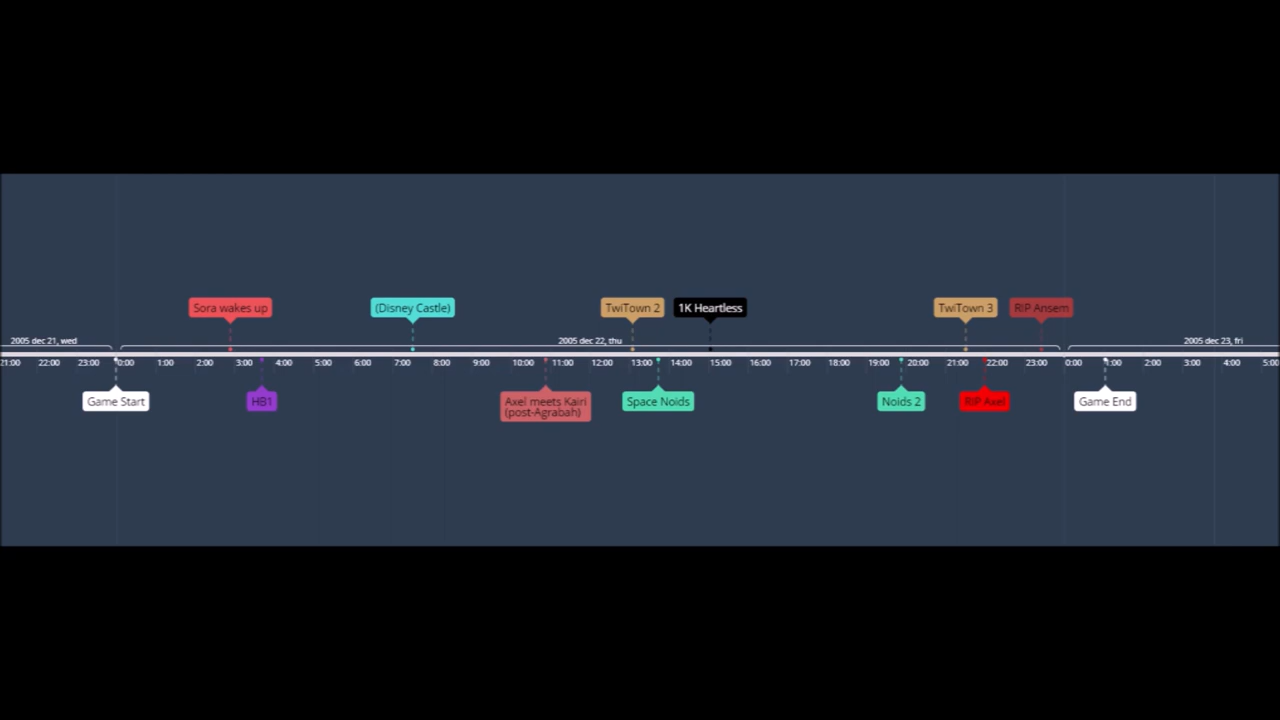 Sora wakes up
(Disney Castle)
TwiTown 2
1K Heartless
TwiTown 3
RIP Ansem
2005 dec 21, wed
2005 dec 22, thu
2005 dec 23, fri
21:00 22:00 23:00 0:00 1:00 2:00 3:00 4:00 5:00 6:00 7:00 8:00 9:00 10:00 11:00 12:00 13:00 14:00 15:00 16:00 17:00 18:00 19:00 20:00 21:00 22:00 23:00 0:00 1:00 2:00 3:00 4:00 5:00
Game Start
HB1
Axel meets Kairi
(post-Agrabah)
Space Noids
Noids 2
RIP Axel
Game End